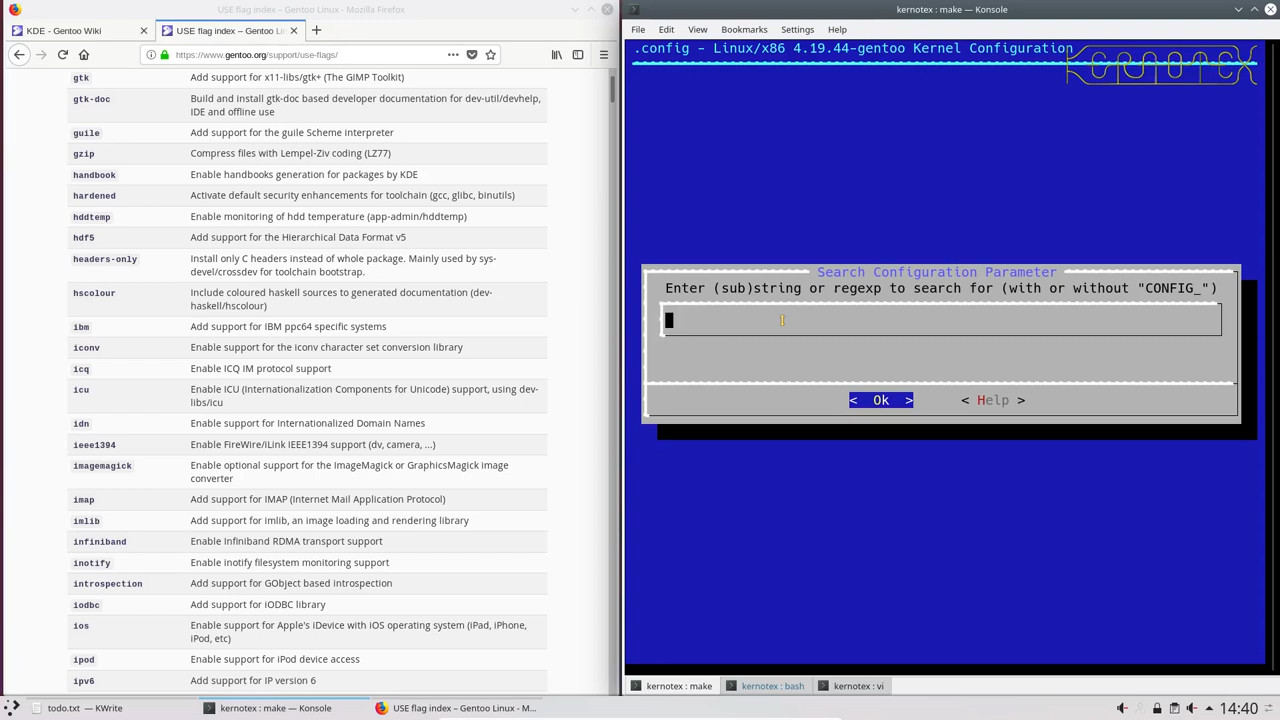 USE flag index – Gentoo Linux - Mozilla Firefox
KDE - Gentoo Wiki
USE flag index – Gentoo Lin
https://www.gentoo.org/support/use-flags/
gtk Add support for x11-libs/gtk+ (The GIMP Toolkit)
gtk-doc Build and install gtk-doc based developer documentation for dev-util/devhelp,
IDE and offline use
guile Add support for the guile Scheme interpreter
gzip Compress files with Lempel-Ziv coding (LZ77)
handbook Enable handbooks generation for packages by KDE
hardened Activate default security enhancements for toolchain (gcc, glibc, binutils)
hddtemp Enable monitoring of hdd temperature (app-admin/hddtemp)
hdf5 Add support for the Hierarchical Data Format v5
headers-only Install only C headers instead of whole package. Mainly used by sys-
devel/crossdev for toolchain bootstrap.
hscolour Include coloured haskell sources to generated documentation (dev-
haskell/hscolour)
ibm Add support for IBM ppc64 specific systems
iconv Enable support for the iconv character set conversion library
icq Enable ICQ IM protocol support
icu Enable ICU (Internationalization Components for Unicode) support, using dev-
libs/icu
idn Enable support for Internationalized Domain Names
ieee1394 Enable FireWire/iLink IEEE1394 support (dv, camera, ...)
imagemagick Enable optional support for the ImageMagick or GraphicsMagick image
converter
imap Add support for IMAP (Internet Mail Application Protocol)
imlib Add support for imlib, an image loading and rendering library
infiniband Enable Infiniband RDMA transport support
inotify Enable inotify filesystem monitoring support
introspection Add support for GObject based introspection
iodbc Add support for iODBC library
ios Enable support for Apple's iDevice with iOS operating system (iPad, iPhone,
iPod, etc)
ipod Enable support for iPod device access
ipv6 Add support for IP version 6
kernotex : make — Konsole
File Edit View Bookmarks Settings Help
.config - Linux/x86 4.19.44-gentoo Kernel Configuration
Search Configuration Parameter
Enter (sub)string or regexp to search for (with or without "CONFIG_")
< Ok > < Help >
kernotex : make
kernotex : bash
kernotex : vi
todo.txt — KWrite
kernotex : make — Konsole
USE flag index – Gentoo Linux - M...
14:40